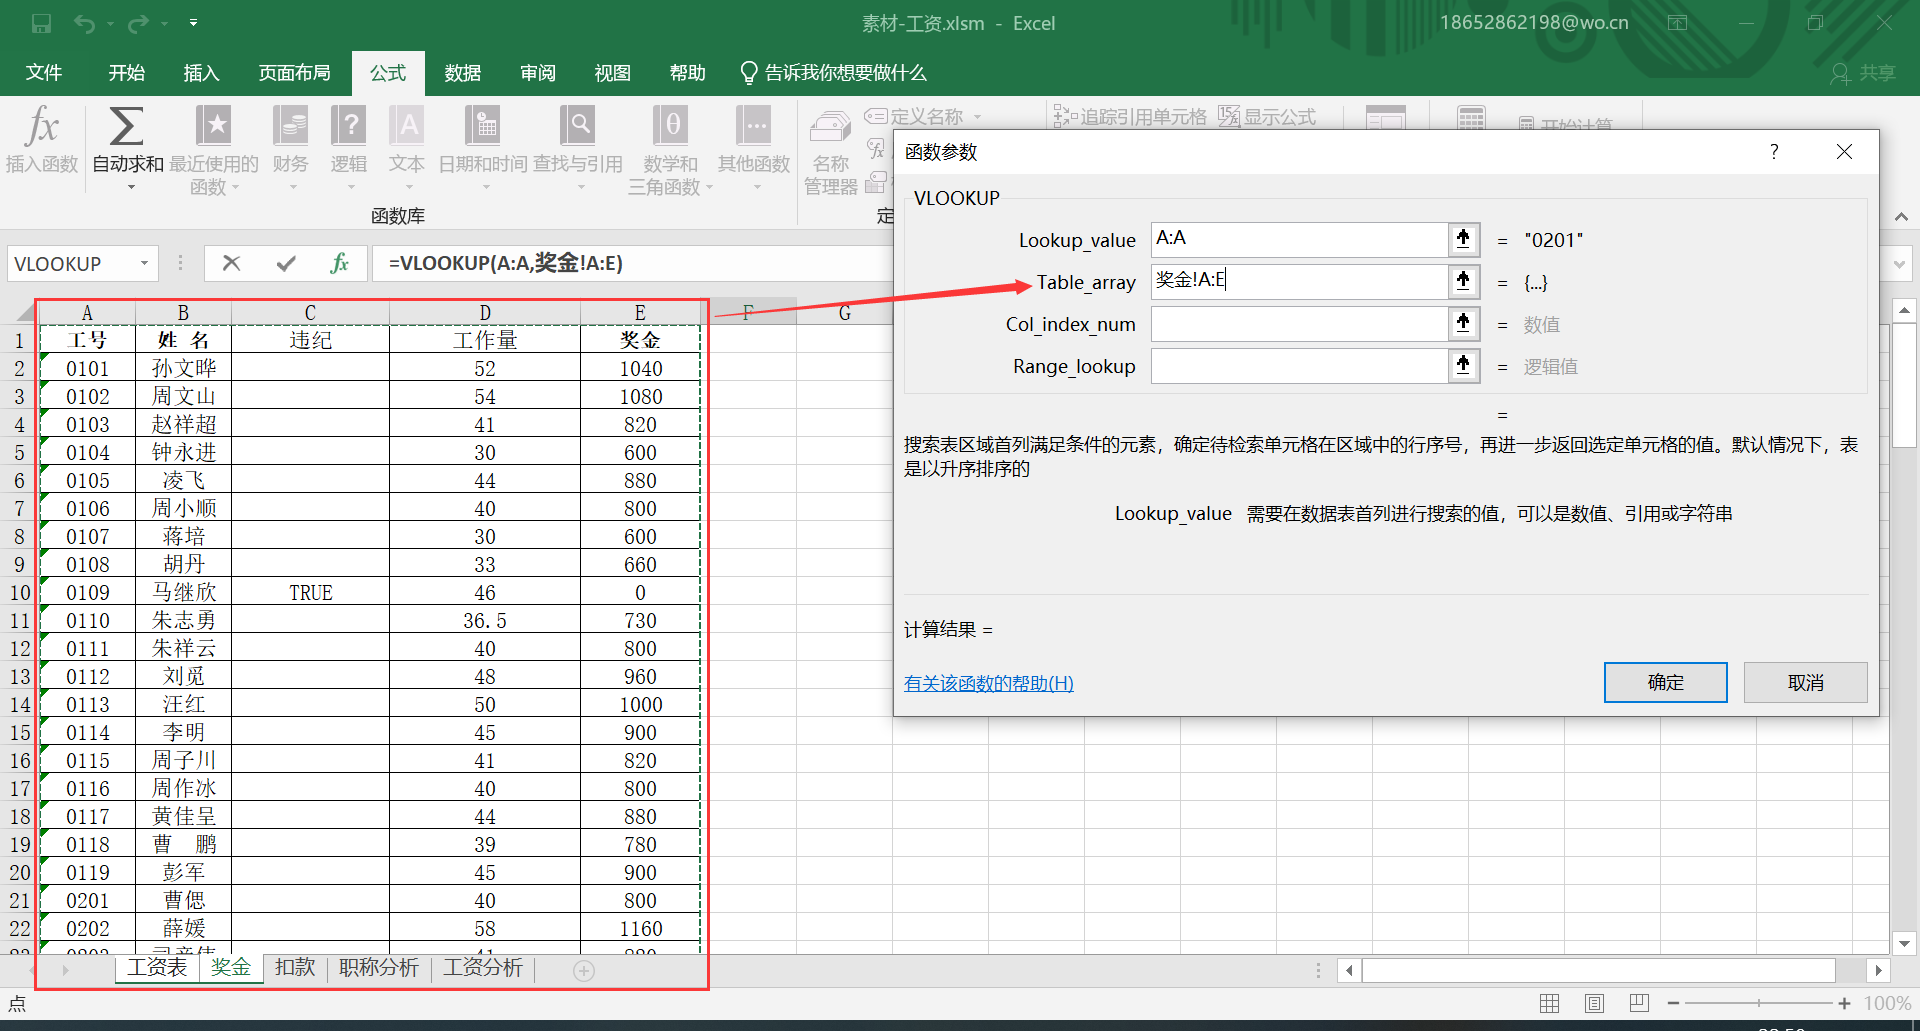 素材-工资.xlsm - Excel
18652862198@wo.cn
文件 开始 插入 页面布局 公式 数据 审阅 视图 帮助 告诉我你想要做什么 共享
插入函数
自动求和
最近使用的
函数
财务
逻辑
文本
日期和时间
查找与引用
数学和
三角函数
其他函数
函数库
名称
管理器
定义名称
追踪引用单元格
显示公式
开始计算
定
VLOOKUP
=VLOOKUP(A:A,奖金!A:E)
函数参数 ?
VLOOKUP
Lookup_value A:A = "0201"
Table_array 奖金!A:E = {...}
Col_index_num = 数值
Range_lookup = 逻辑值
=
搜索表区域首列满足条件的元素，确定待检索单元格在区域中的行序号，再进一步返回选定单元格的值。默认情况下，表
是以升序排序的
Lookup_value 需要在数据表首列进行搜索的值，可以是数值、引用或字符串
计算结果 =
有关该函数的帮助(H)
确定 取消
A B C D E F G
1 工号 姓 名 违纪 工作量 奖金
2 0101 孙文晔 52 1040
3 0102 周文山 54 1080
4 0103 赵祥超 41 820
5 0104 钟永进 30 600
6 0105 凌飞 44 880
7 0106 周小顺 40 800
8 0107 蒋培 30 600
9 0108 胡丹 33 660
10 0109 马继欣 TRUE 46 0
11 0110 朱志勇 36.5 730
12 0111 朱祥云 40 800
13 0112 刘觅 48 960
14 0113 汪红 50 1000
15 0114 李明 45 900
16 0115 周子川 41 820
17 0116 周作冰 40 800
18 0117 黄佳呈 44 880
19 0118 曹 鹏 39 780
20 0119 彭军 45 900
21 0201 曹偲 40 800
22 0202 薛媛 58 1160
工资表 奖金 扣款 职称分析 工资分析
点
100%